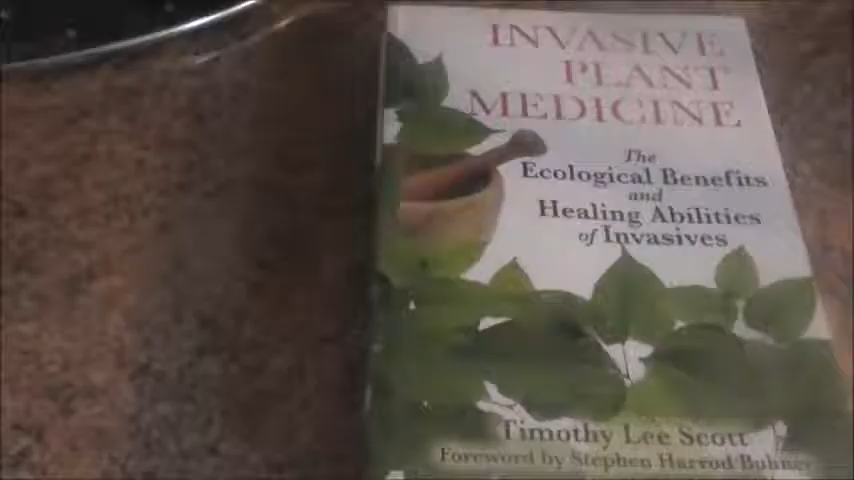 INVASIVE
PLANT
MEDICINE
The
Ecological Benefits
and
Healing Abilities
of Invasives
Timothy Lee Scott
Foreword by Stephen Harrod Buhner